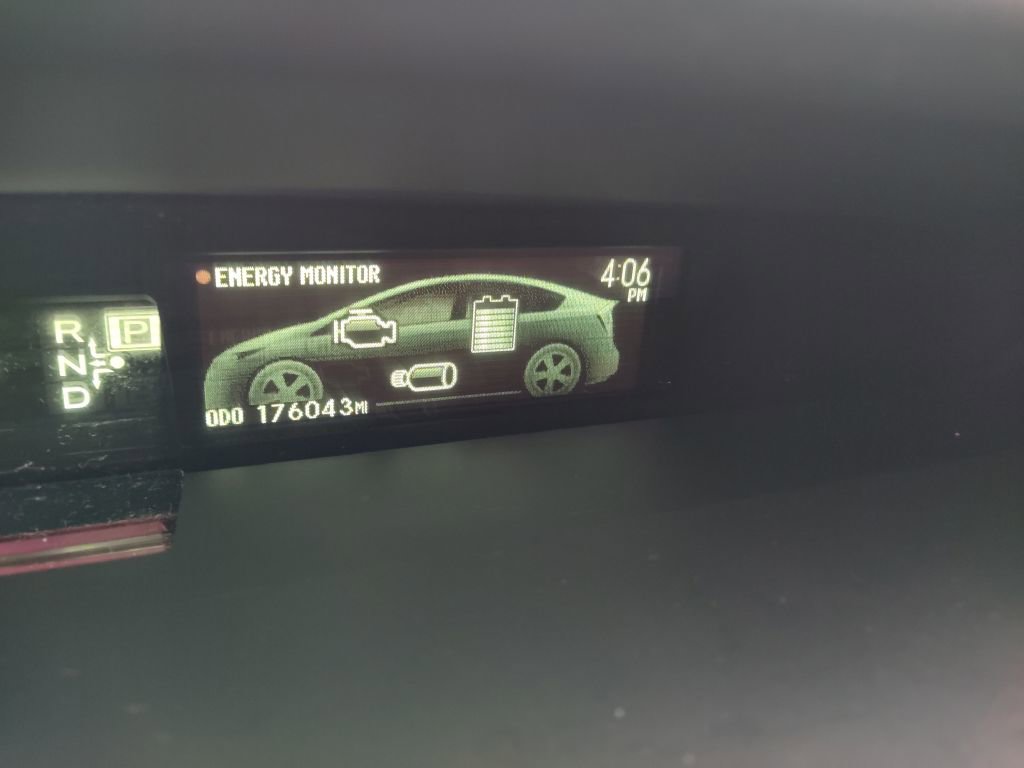 ENERGY MONITOR
4:06
PM
R
P
N
D
ODO 176043MI